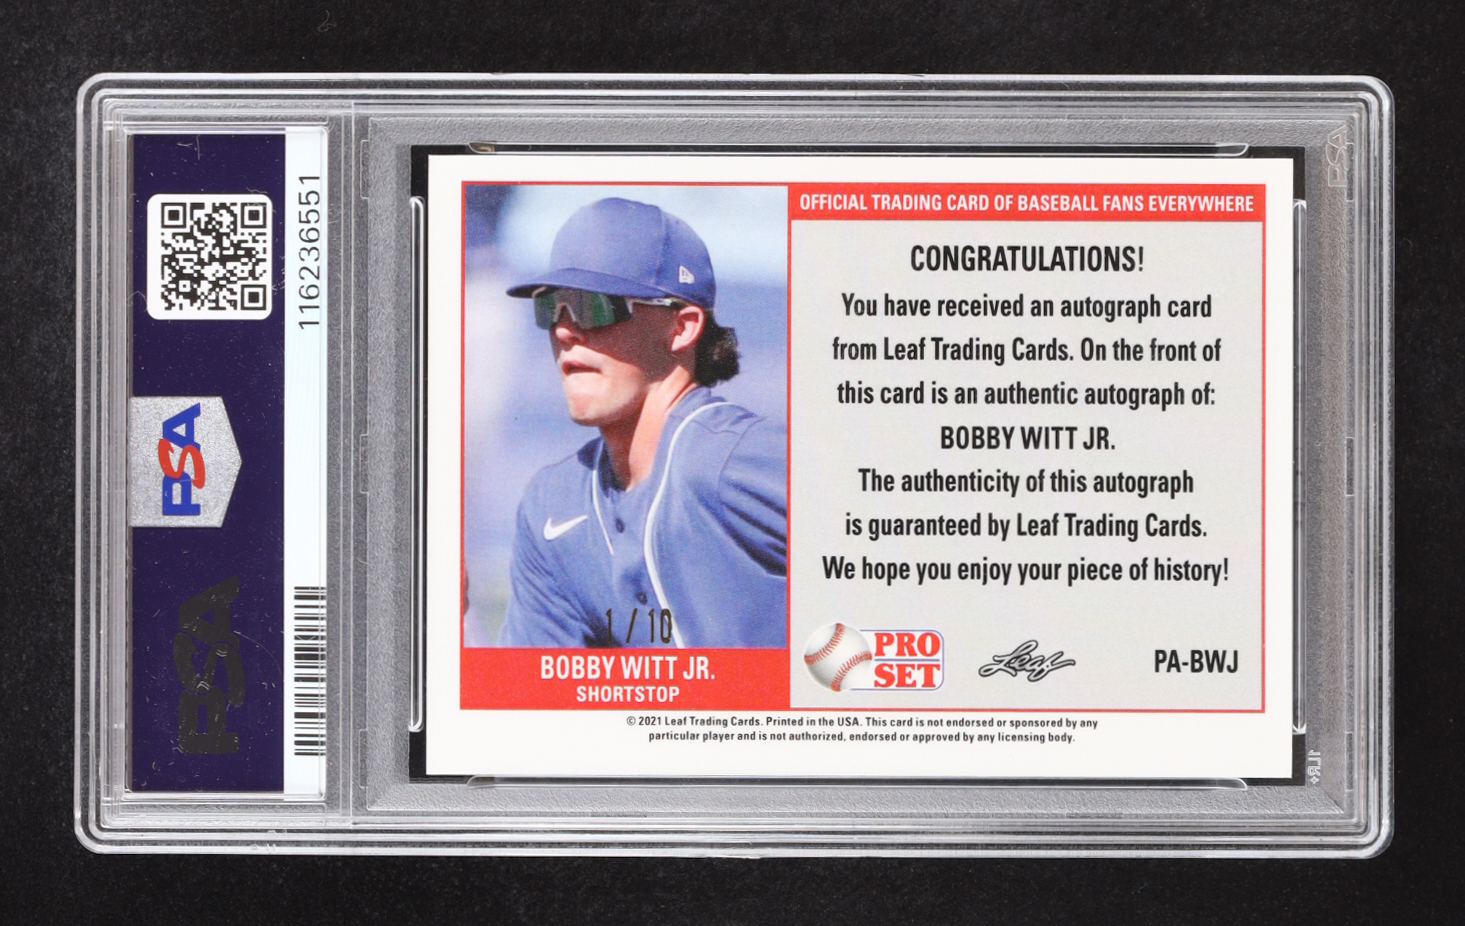 116236551
PSA
PSA
OFFICIAL TRADING CARD OF BASEBALL FANS EVERYWHERE
CONGRATULATIONS!
You have received an autograph card
from Leaf Trading Cards. On the front of
this card is an authentic autograph of:
BOBBY WITT JR.
The authenticity of this autograph
is guaranteed by Leaf Trading Cards.
We hope you enjoy your piece of history!
1/10
BOBBY WITT JR.
SHORTSTOP
PRO
SET
Leaf
PA-BWJ
© 2021 Leaf Trading Cards. Printed in the USA. This card is not endorsed or sponsored by any
particular player and is not authorized, endorsed or approved by any licensing body.
PSA